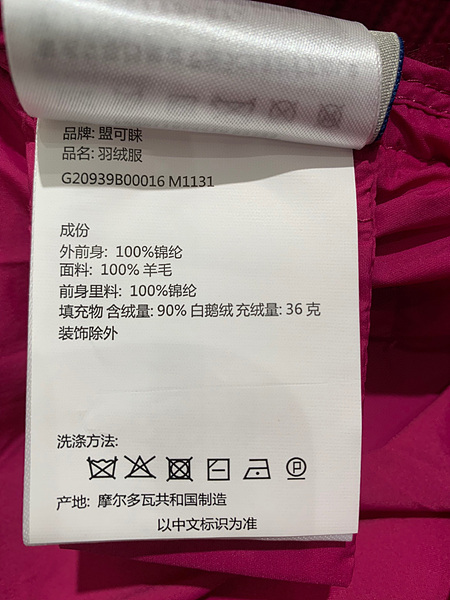 品牌: 盟可睐
品名: 羽绒服
G20939B00016 M1131
成份
外前身: 100%锦纶
面料: 100% 羊毛
前身里料: 100%锦纶
填充物 含绒量: 90% 白鹅绒 充绒量: 36 克
装饰除外
洗涤方法:
P
产地: 摩尔多瓦共和国制造
以中文标识为准